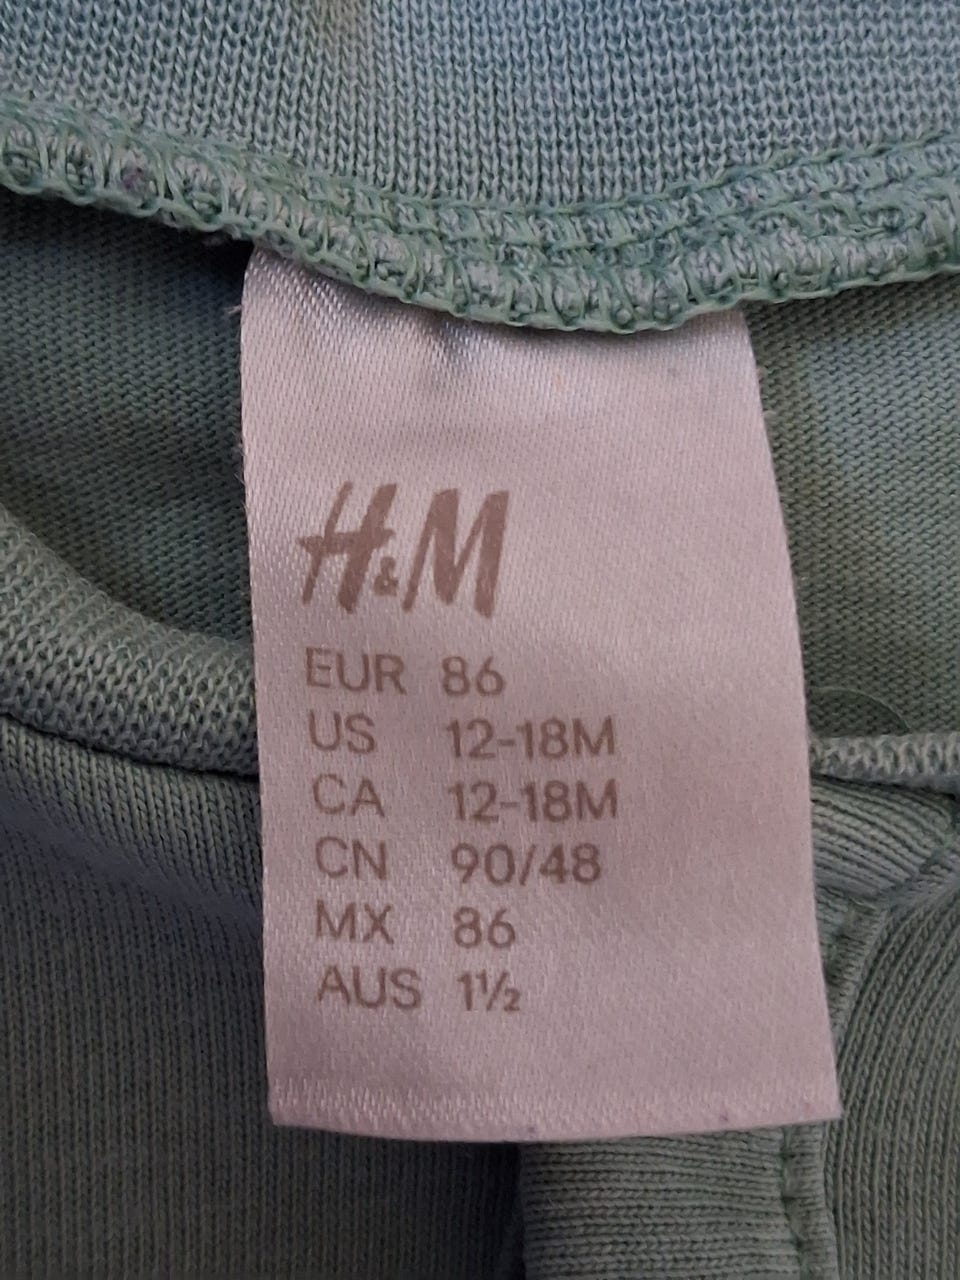 H&M
EUR 86
US 12-18M
CA 12-18M
CN 90/48
MX 86
AUS 1½